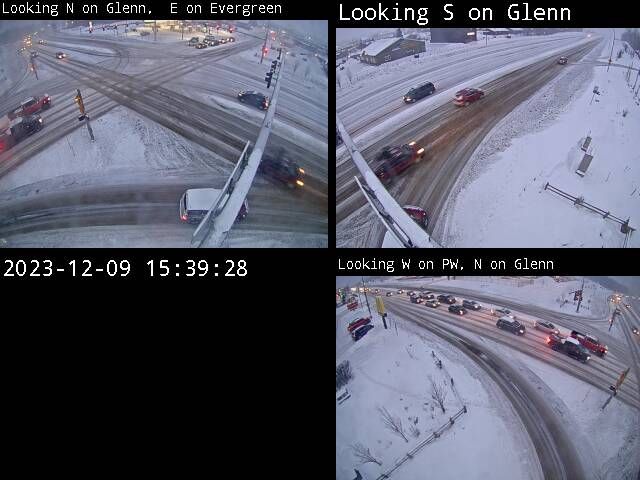 Looking N on Glenn,  E on Evergreen
Looking S on Glenn
2023-12-09 15:39:28
Looking W on PW, N on Glenn